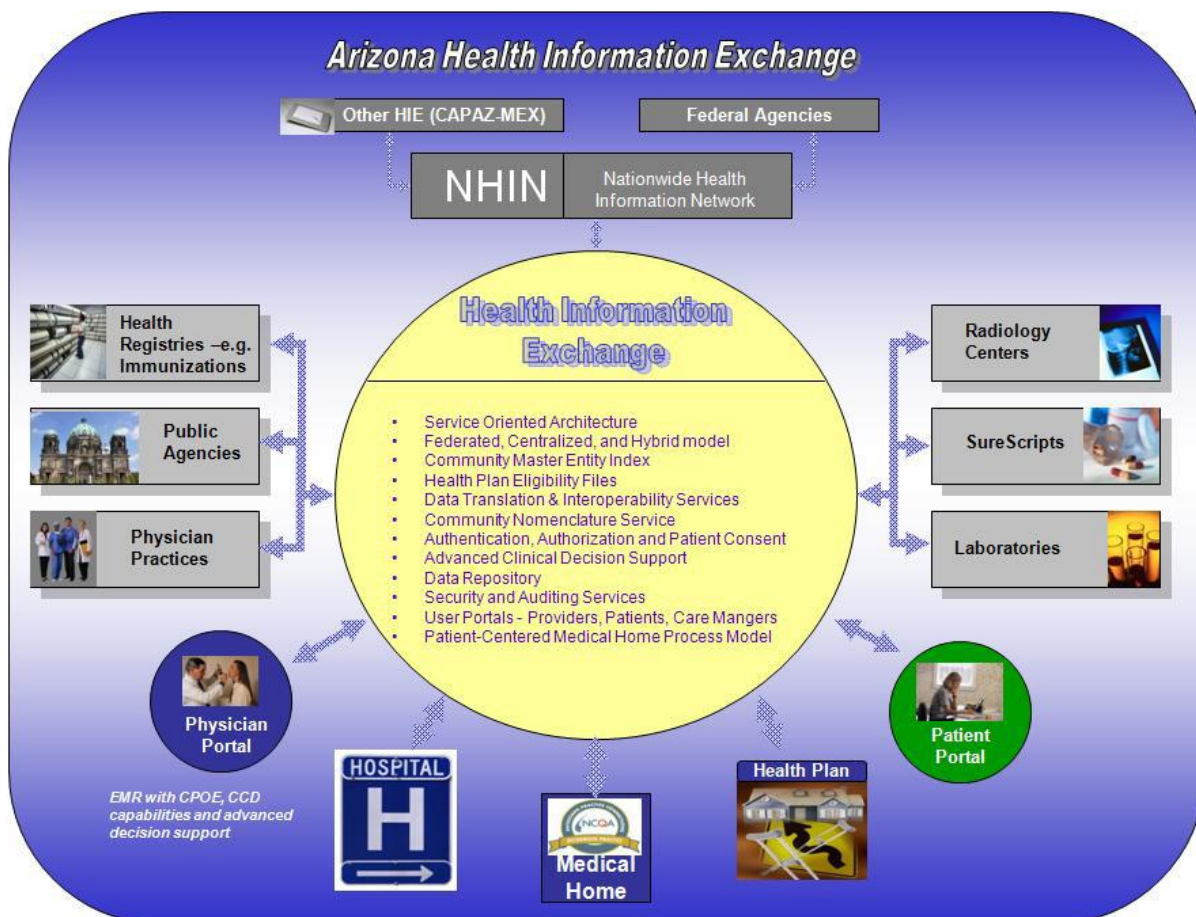 Arizona Health Information Exchange
Other HIE (CAPAZ-MEX)
Federal Agencies
NHIN
Nationwide Health
Information Network
Health Information
Exchange
Health
Registries –e.g.
Immunizations
Public
Agencies
Physician
Practices
• Service Oriented Architecture
• Federated, Centralized, and Hybrid model
• Community Master Entity Index
• Health Plan Eligibility Files
• Data Translation & Interoperability Services
• Community Nomenclature Service
• Authentication, Authorization and Patient Consent
• Advanced Clinical Decision Support
• Data Repository
• Security and Auditing Services
• User Portals - Providers, Patients, Care Mangers
• Patient-Centered Medical Home Process Model
Radiology
Centers
SureScripts
Laboratories
Physician
Portal
EMR with CPOE, CCD
capabilities and advanced
decision support
HOSPITAL
H
NCQA
Medical
Home
Health Plan
Patient
Portal